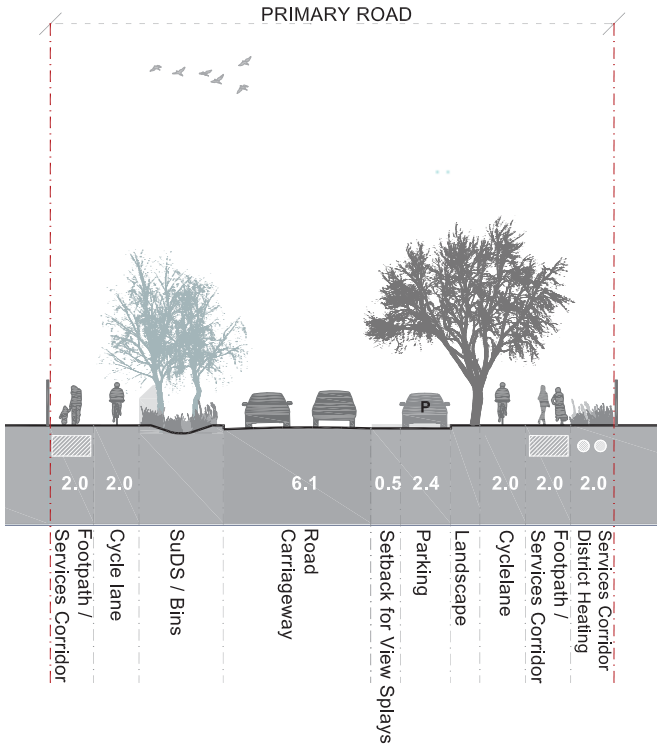 PRIMARY ROAD
P
2.0
2.0
6.1
0.5
2.4
2.0
2.0
2.0
Footpath /
Services Corridor
Cycle lane
SuDS / Bins
Road
Carriageway
Setback for View Splays
Parking
Landscape
Cyclelane
Footpath /
Services Corridor
Services Corridor
District Heating